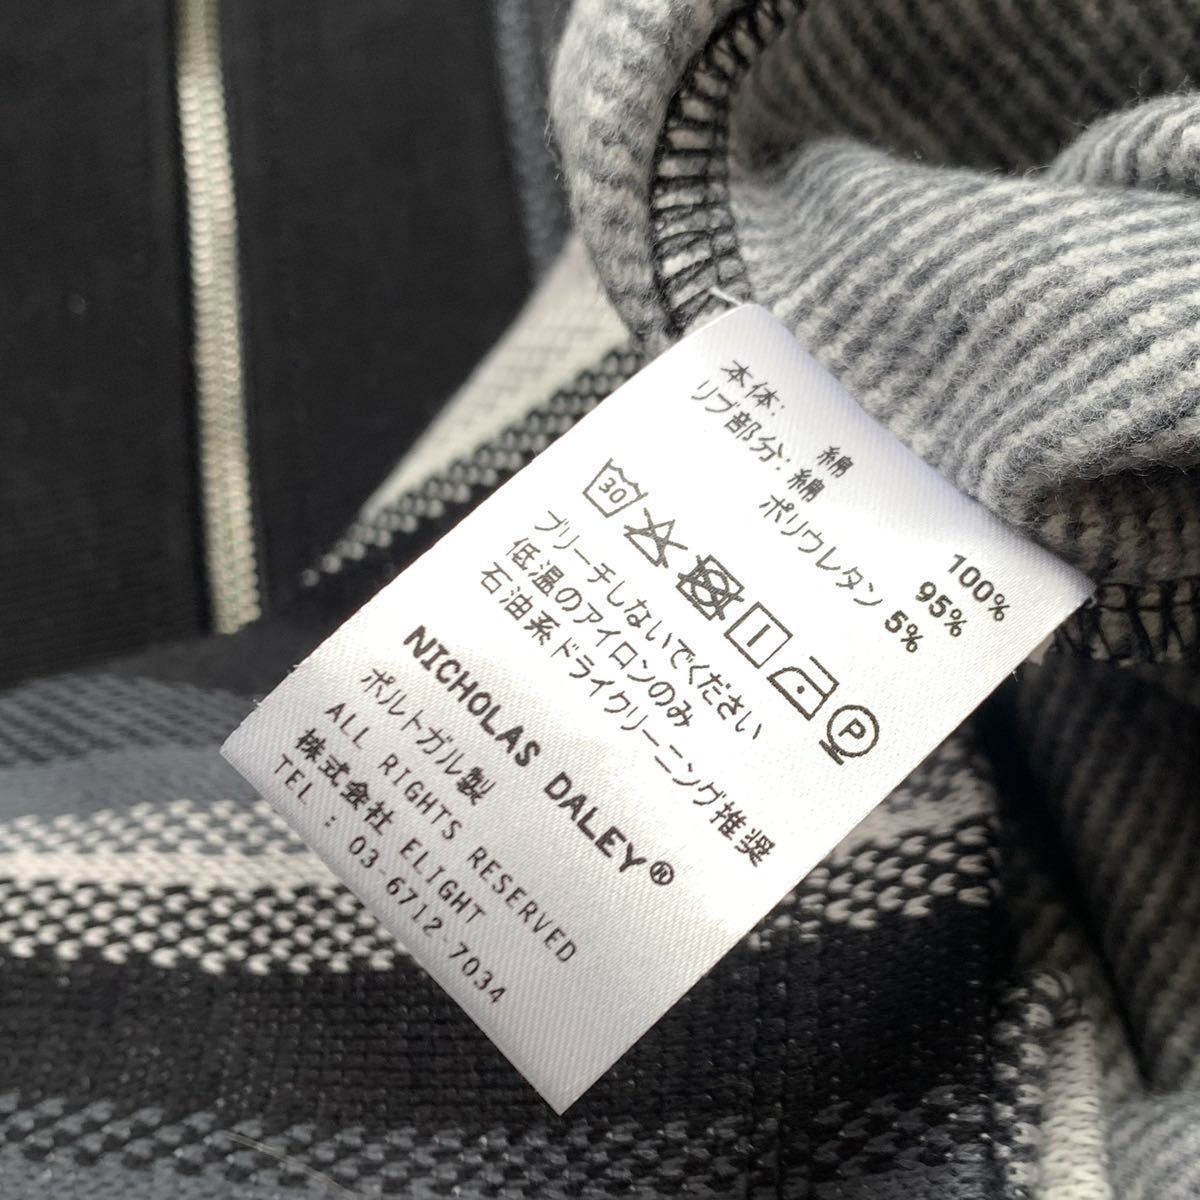 本体: 綿 100%
リブ部分: 綿 95%
ポリウレタン 5%
30
P
ブリーチしないでください
低温のアイロンのみ
石油系ドライクリーニング推奨
NICHOLAS DALEY®
ポルトガル製
ALL RIGHTS RESERVED
株式会社 ELIGHT
TEL : 03-6712-7034